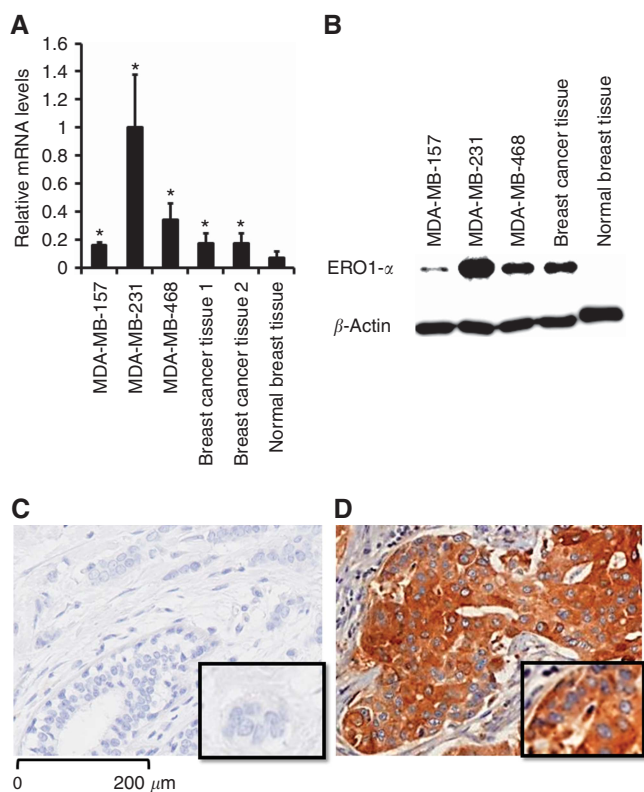 A
Relative mRNA levels
1.6
1.4
1.2
1
0.8
0.6
0.4
0.2
0
*
*
*
*
*
MDA-MB-157
MDA-MB-231
MDA-MB-468
Breast cancer tissue 1
Breast cancer tissue 2
Normal breast tissue
B
MDA-MB-157
MDA-MB-231
MDA-MB-468
Breast cancer tissue
Normal breast tissue
ERO1-α
β-Actin
C
0 200 μm
D